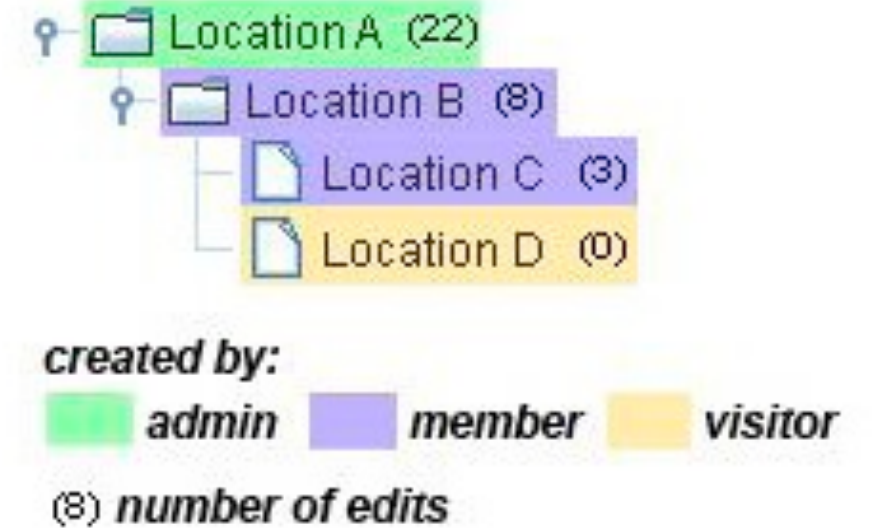 Location A (22)
Location B (8)
Location C (3)
Location D (0)
created by:
admin member visitor
(8) number of edits